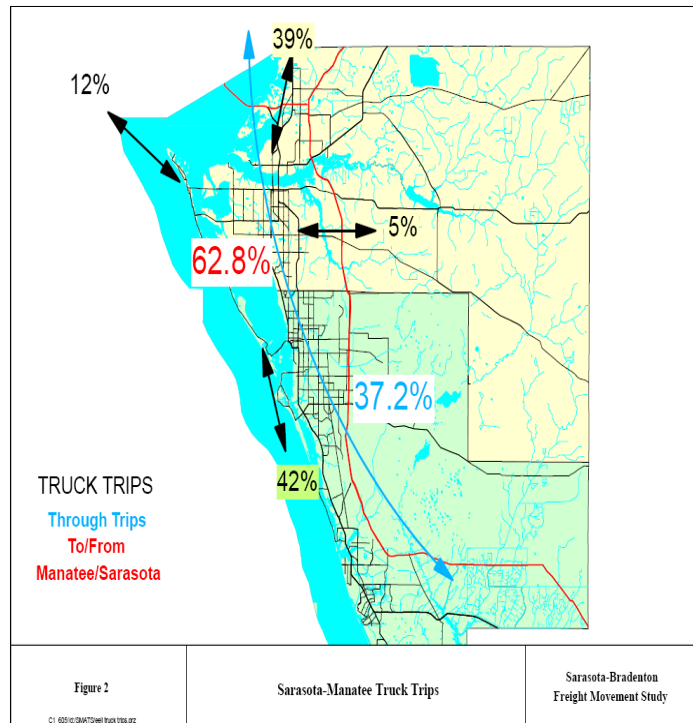 39%
12%
5%
62.8%
37.2%
42%
TRUCK TRIPS
Through Trips
To/From
Manatee/Sarasota
Figure 2
Sarasota-Manatee Truck Trips
Sarasota-Bradenton
Freight Movement Study